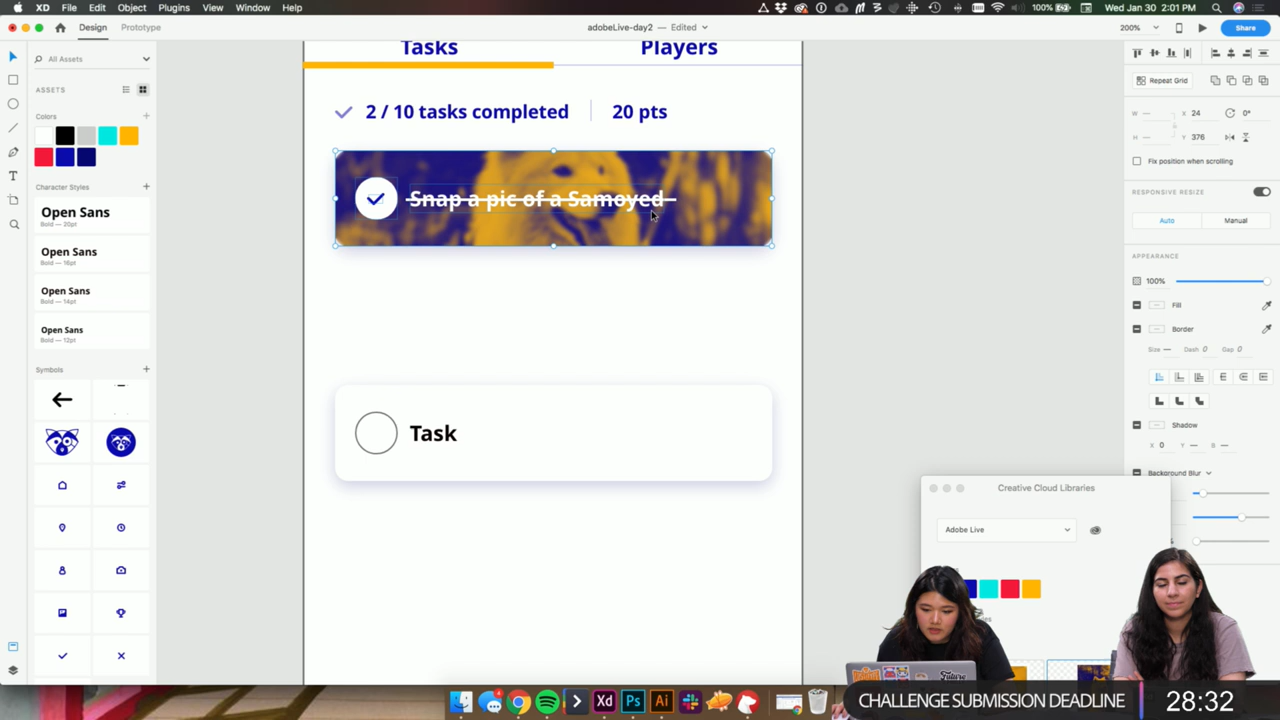 XD File Edit Object Plugins View Window Help
100% Wed Jan 30 2:01 PM
Design Prototype
adobeLive-day2 — Edited
200%
Share
All Assets
ASSETS
Colors
Character Styles
Open Sans
Bold — 20pt
Open Sans
Bold — 16pt
Open Sans
Bold — 14pt
Open Sans
Bold — 12pt
Symbols
Tasks
Players
2 / 10 tasks completed
20 pts
Snap a pic of a Samoyed
Task
Repeat Grid
W X 24 0°
H Y 376
Fix position when scrolling
RESPONSIVE RESIZE
Auto Manual
APPEARANCE
100%
Fill
Border
Size — Dash 0 Gap 0
Shadow
X 0 Y — B —
Background Blur
Creative Cloud Libraries
Adobe Live
Xd Ps Ai
Future
CHALLENGE SUBMISSION DEADLINE
28:32